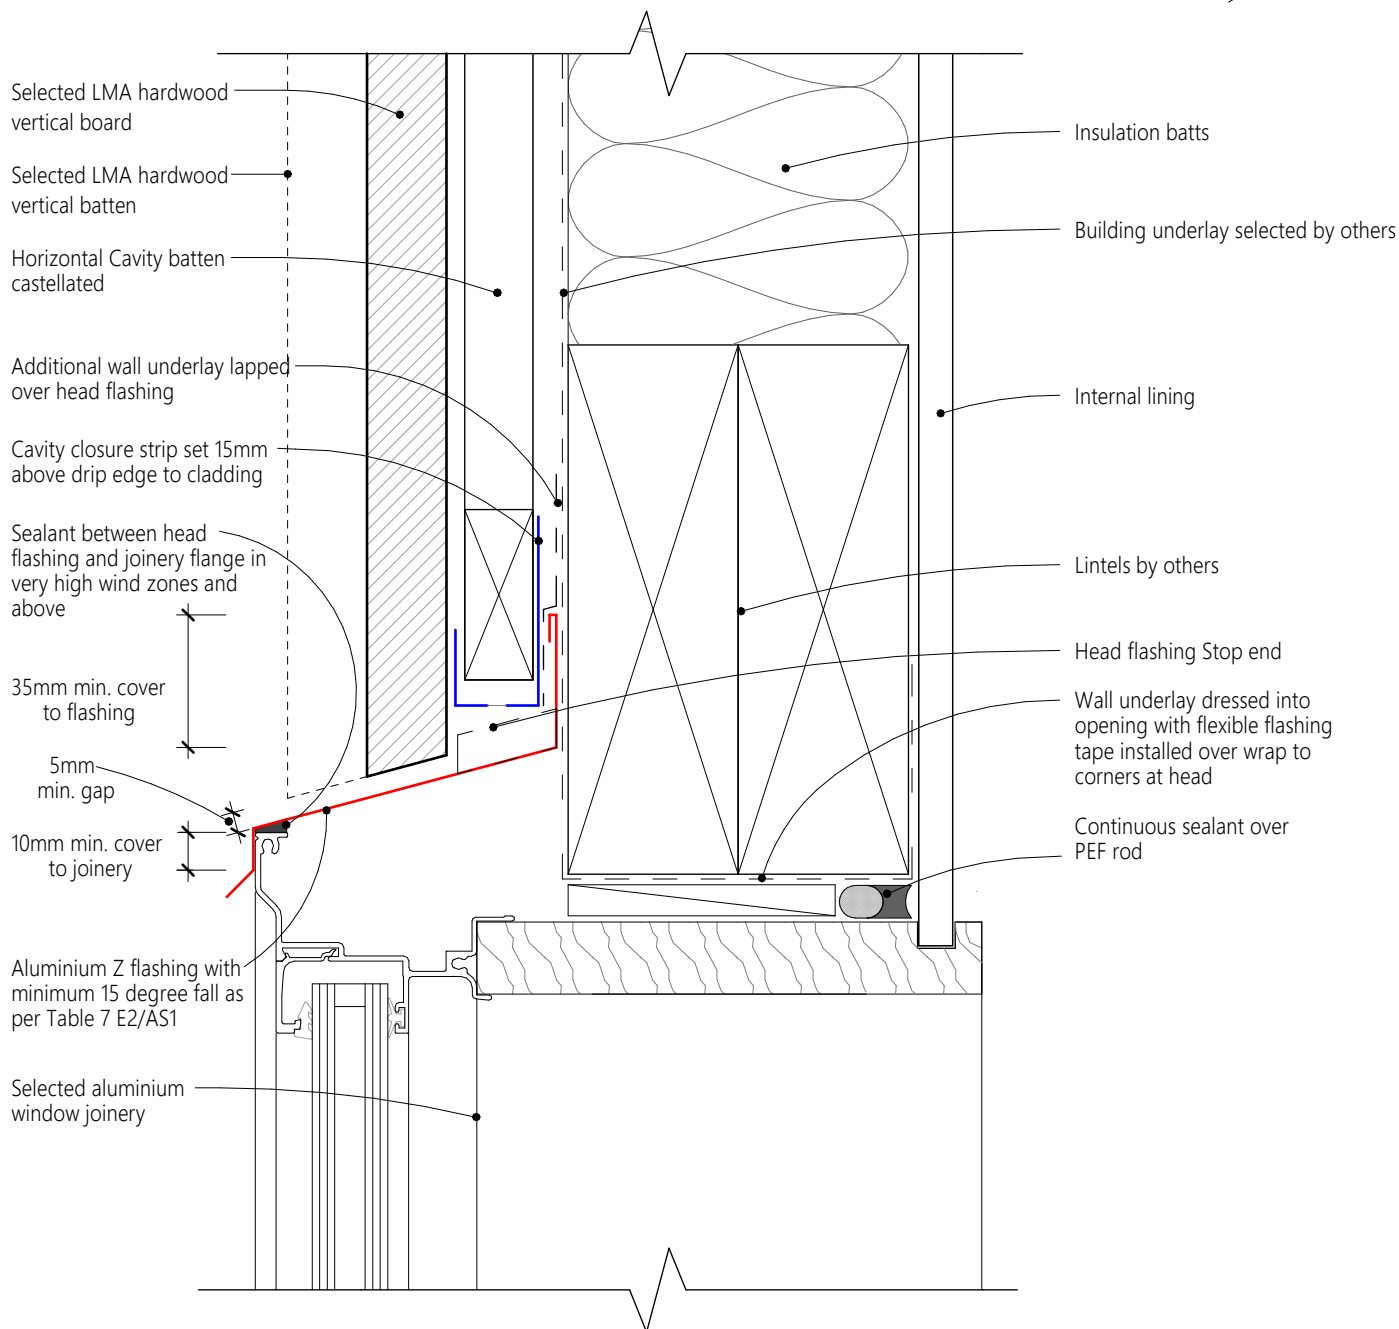 Selected LMA hardwood
vertical board
Selected LMA hardwood
vertical batten
Horizontal Cavity batten
castellated
Additional wall underlay lapped
over head flashing
Cavity closure strip set 15mm
above drip edge to cladding
Sealant between head
flashing and joinery flange in
very high wind zones and
above
35mm min. cover
to flashing
5mm
min. gap
10mm min. cover
to joinery
Aluminium Z flashing with
minimum 15 degree fall as
per Table 7 E2/AS1
Selected aluminium
window joinery
Insulation batts
Building underlay selected by others
Internal lining
Lintels by others
Head flashing Stop end
Wall underlay dressed into
opening with flexible flashing
tape installed over wrap to
corners at head
Continuous sealant over
PEF rod